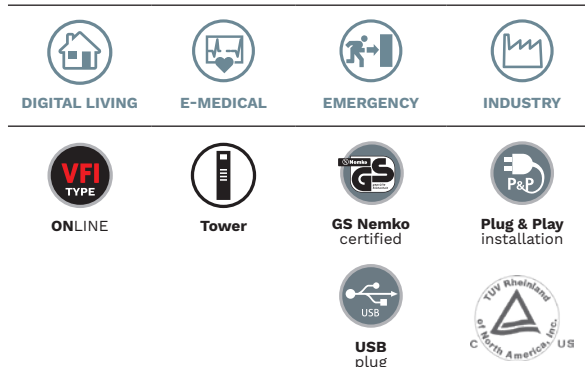 DIGITAL LIVING
E-MEDICAL
EMERGENCY
INDUSTRY
VFI
TYPE
ONLINE
Tower
Nemko
GS
GS Nemko
certified
P&P
Plug & Play
installation
USB
USB
plug
TUV Rheinland
of North America, Inc.
C US